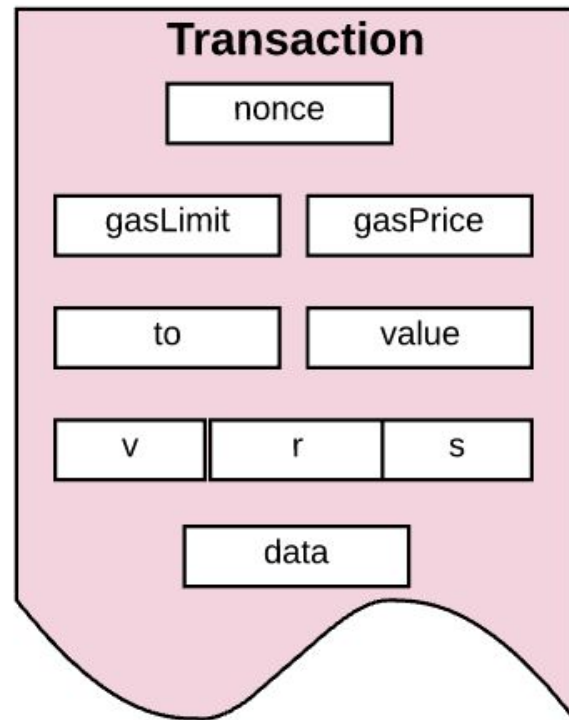 Transaction
nonce
gasLimit gasPrice
to value
v r s
data